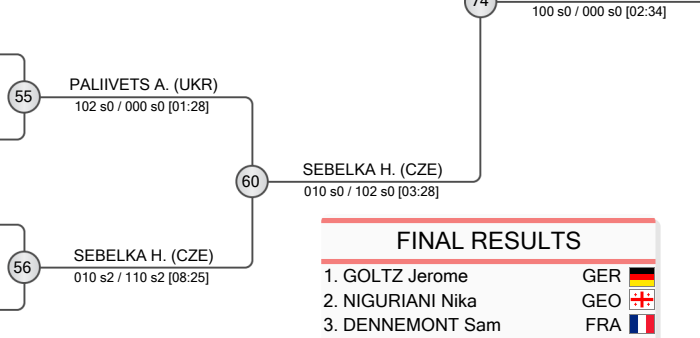 74
100 s0 / 000 s0 [02:34]
55
PALIIVETS A. (UKR)
102 s0 / 000 s0 [01:28]
60
SEBELKA H. (CZE)
010 s0 / 102 s0 [03:28]
56
SEBELKA H. (CZE)
010 s2 / 110 s2 [08:25]
FINAL RESULTS
1. GOLTZ Jerome GER
2. NIGURIANI Nika GEO
3. DENNEMONT Sam FRA